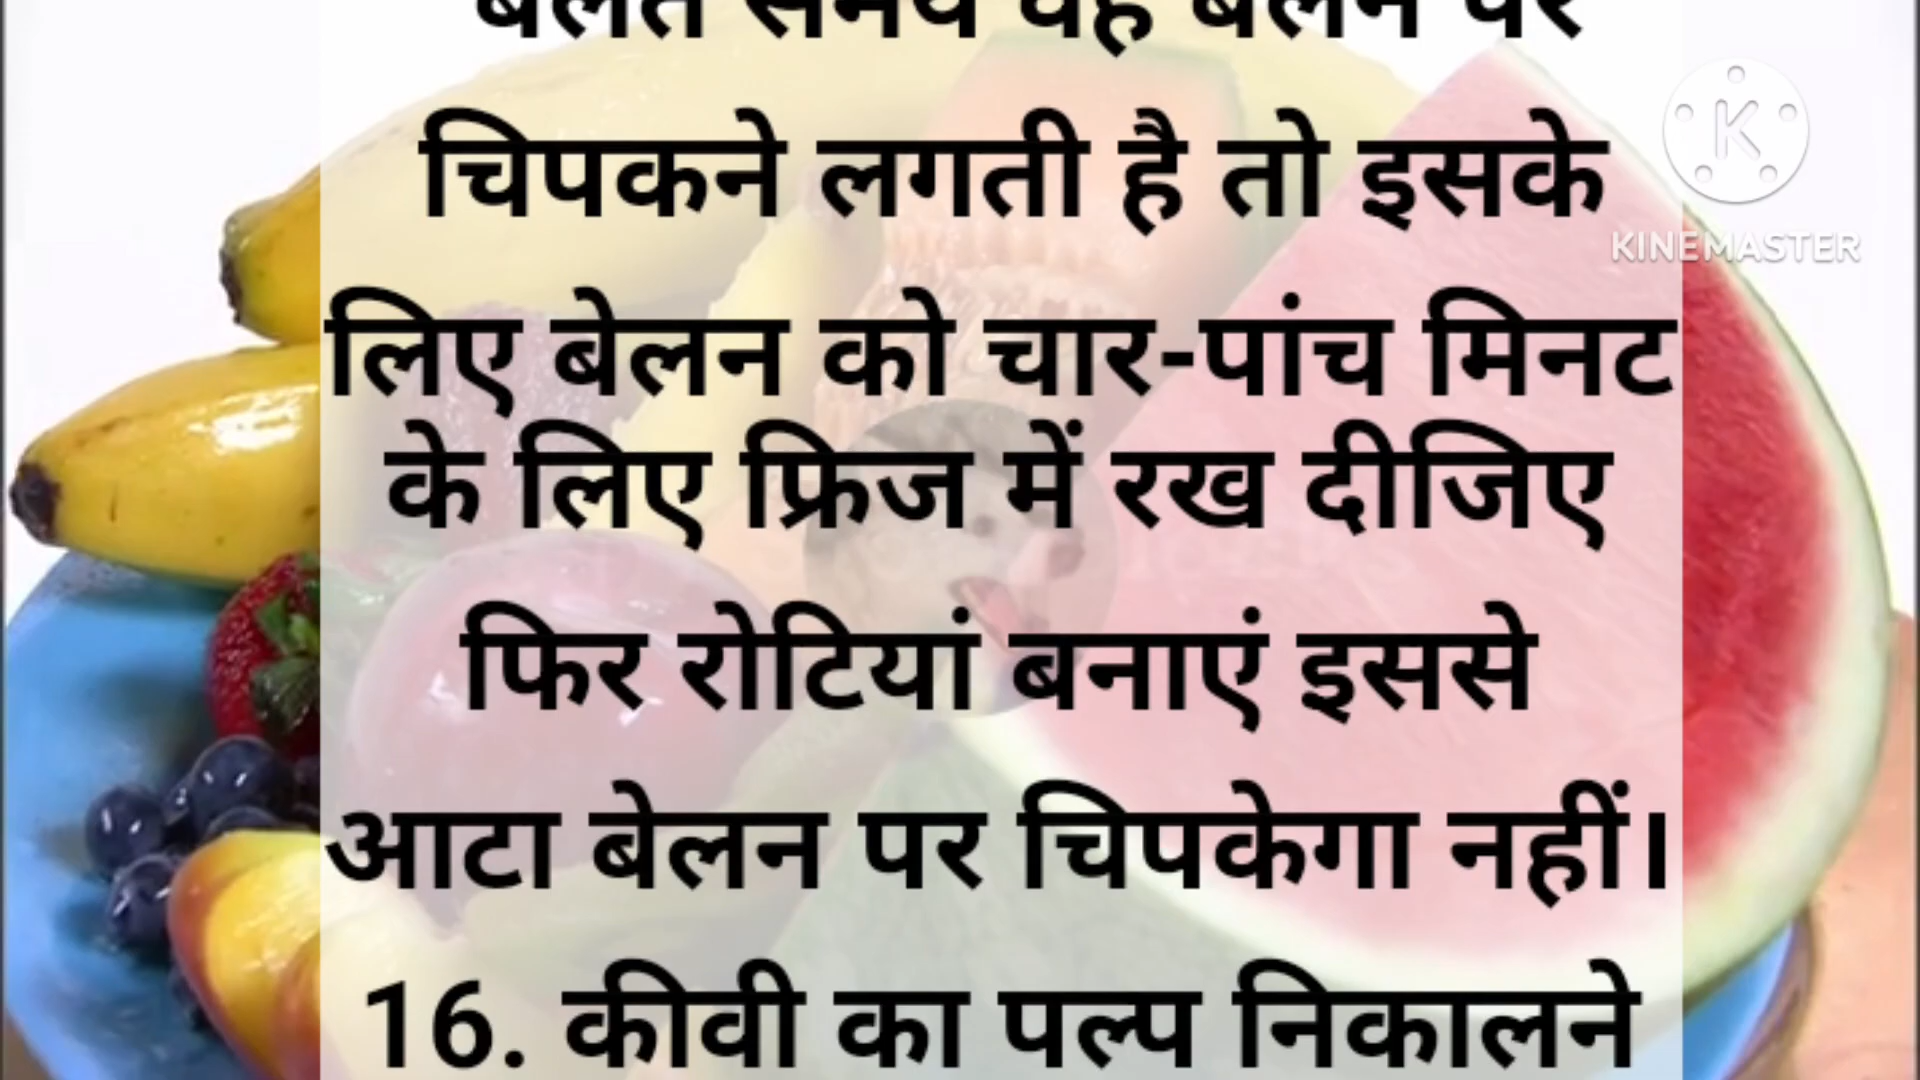 बेलते समय वह बेलन पर
चिपकने लगती है तो इसके
लिए बेलन को चार-पांच मिनट
के लिए फ्रिज में रख दीजिए
फिर रोटियां बनाएं इससे
आटा बेलन पर चिपकेगा नहीं।
16. कीवी का पल्प निकालने
K
KINEMASTER